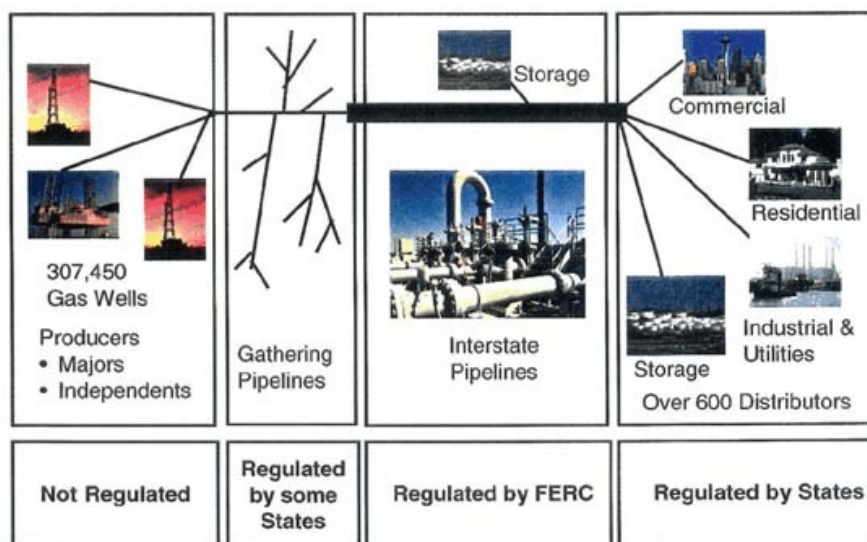 307,450
Gas Wells
Producers
• Majors
• Independents
Gathering
Pipelines
Storage
Interstate
Pipelines
Commercial
Residential
Industrial &
Utilities
Storage
Over 600 Distributors
Not Regulated
Regulated
by some
States
Regulated by FERC
Regulated by States